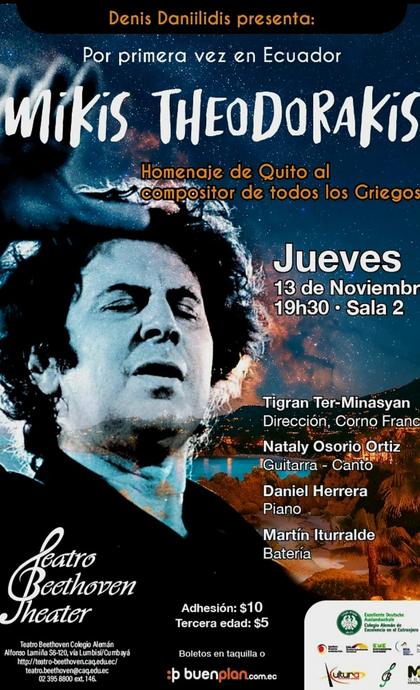 Denis Daniilidis presenta:
Por primera vez en Ecuador
MIKIS THEODORAKIS
Homenaje de Quito al
compositor de todos los Griegos
Jueves
13 de Noviembr
19h30 • Sala 2
Tigran Ter-Minasyan
Dirección, Corno Franc
Nataly Osorio Ortiz
Guitarra - Canto
Daniel Herrera
Piano
Martín Iturralde
Batería
Teatro
Beethoven
Theater
Adhesión: $10
Tercera edad: $5
Boletos en taquilla o
buenplan.com.ec
Teatro Beethoven Colegio Alemán
Alfonso Lamiña S6-120, vía Lumbisí/Cumbayá
http://teatro-beethoven.caq.edu.ec/
teatro.beethoven@caq.edu.ec
02 395 8800 ext. 146.
Exzellente Deutsche
Auslandsschule
Colegio Alemán de
Excelencia en el Extranjero